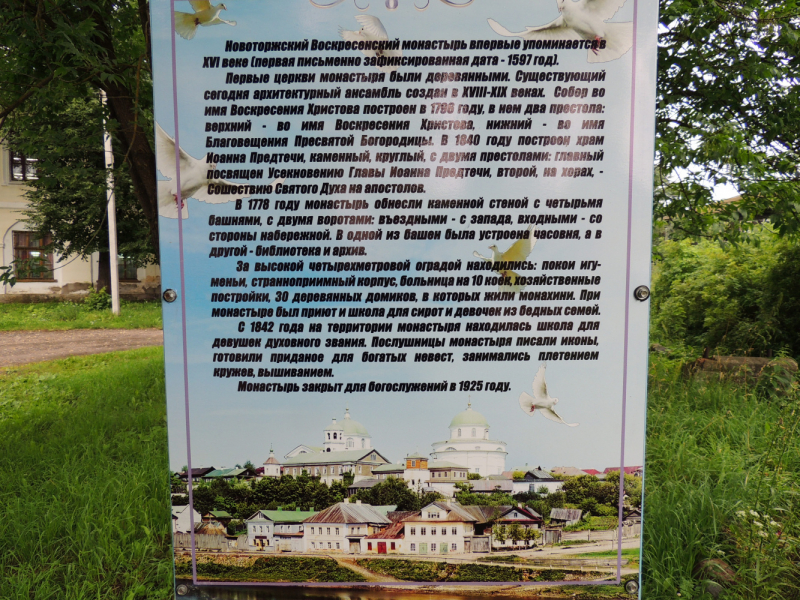 Новоторжский Воскресенский монастырь впервые упоминается в
XVI веке (первая письменно зафиксированная дата - 1597 год).
Первые церкви монастыря были деревянными. Существующий
сегодня архитектурный ансамбль создан в XVIII-XIX веках. Собор во
имя Воскресения Христова построен в 1796 году, в нем два престола:
верхний - во имя Воскресения Христова, нижний - во имя
Благовещения Пресвятой Богородицы. В 1840 году построен храм
Иоанна Предтечи, каменный, круглый, с двумя престолами: главный
посвящен Усекновению Главы Иоанна Предтечи, второй, на хорах, -
Сошествию Святого Духа на апостолов.
В 1778 году монастырь обнесли каменной стеной с четырьмя
башнями, с двумя воротами: въездными - с запада, входными - со
стороны набережной. В одной из башен была устроена часовня, а в
другой - библиотека и архив.
За высокой четырехметровой оградой находились: покои игу-
меньи, странноприимный корпус, больница на 10 коек, хозяйственные
постройки, 30 деревянных домиков, в которых жили монахини. При
монастыре был приют и школа для сирот и девочек из бедных семей.
С 1842 года на территории монастыря находилась школа для
девушек духовного звания. Послушницы монастыря писали иконы,
готовили приданое для богатых невест, занимались плетением
кружев, вышиванием.
Монастырь закрыт для богослужений в 1925 году.